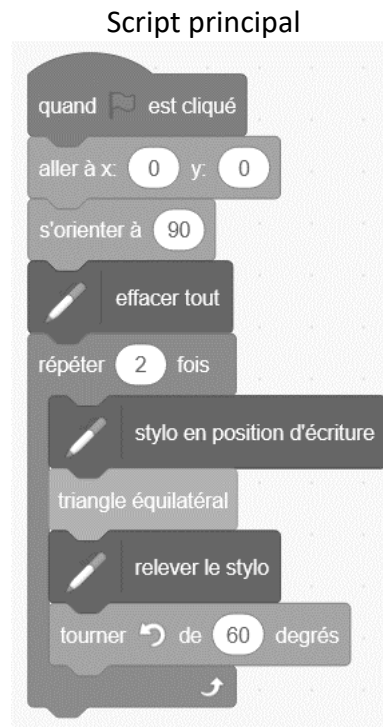 Script principal
quand est cliqué
aller à x: 0 y: 0
s'orienter à 90
effacer tout
répéter 2 fois
stylo en position d'écriture
triangle équilatéral
relever le stylo
tourner de 60 degrés